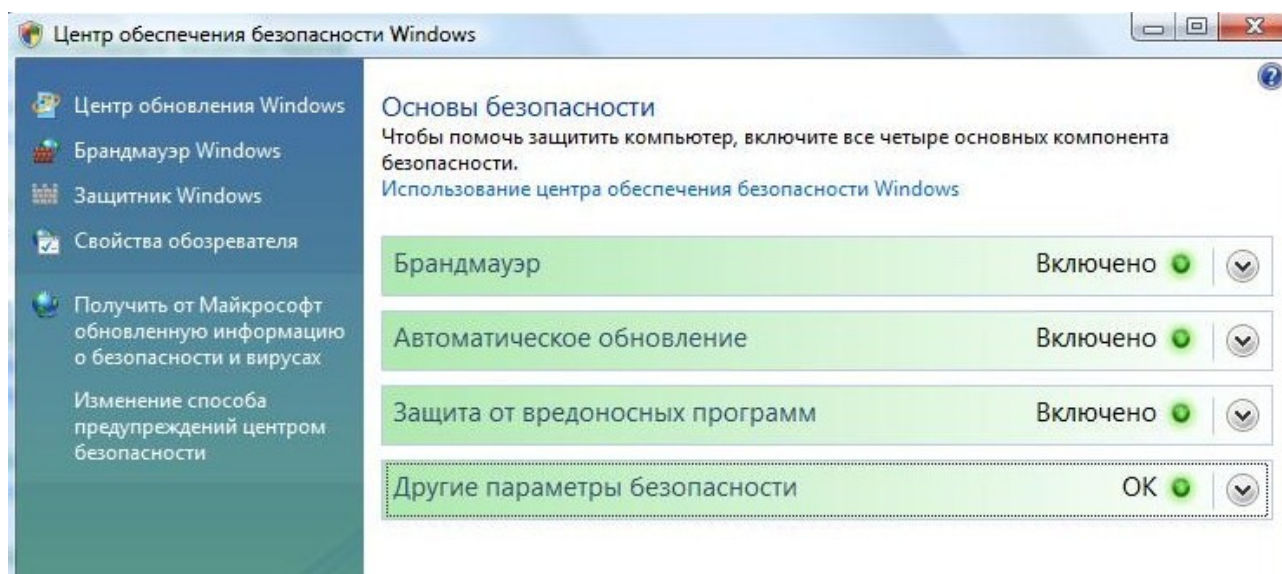 Центр обеспечения безопасности Windows
Центр обновления Windows
Брандмауэр Windows
Защитник Windows
Свойства обозревателя
Получить от Майкрософт
обновленную информацию
о безопасности и вирусах
Изменение способа
предупреждений центром
безопасности
Основы безопасности
Чтобы помочь защитить компьютер, включите все четыре основных компонента
безопасности.
Использование центра обеспечения безопасности Windows
Брандмауэр Включено
Автоматическое обновление Включено
Защита от вредоносных программ Включено
Другие параметры безопасности ОК